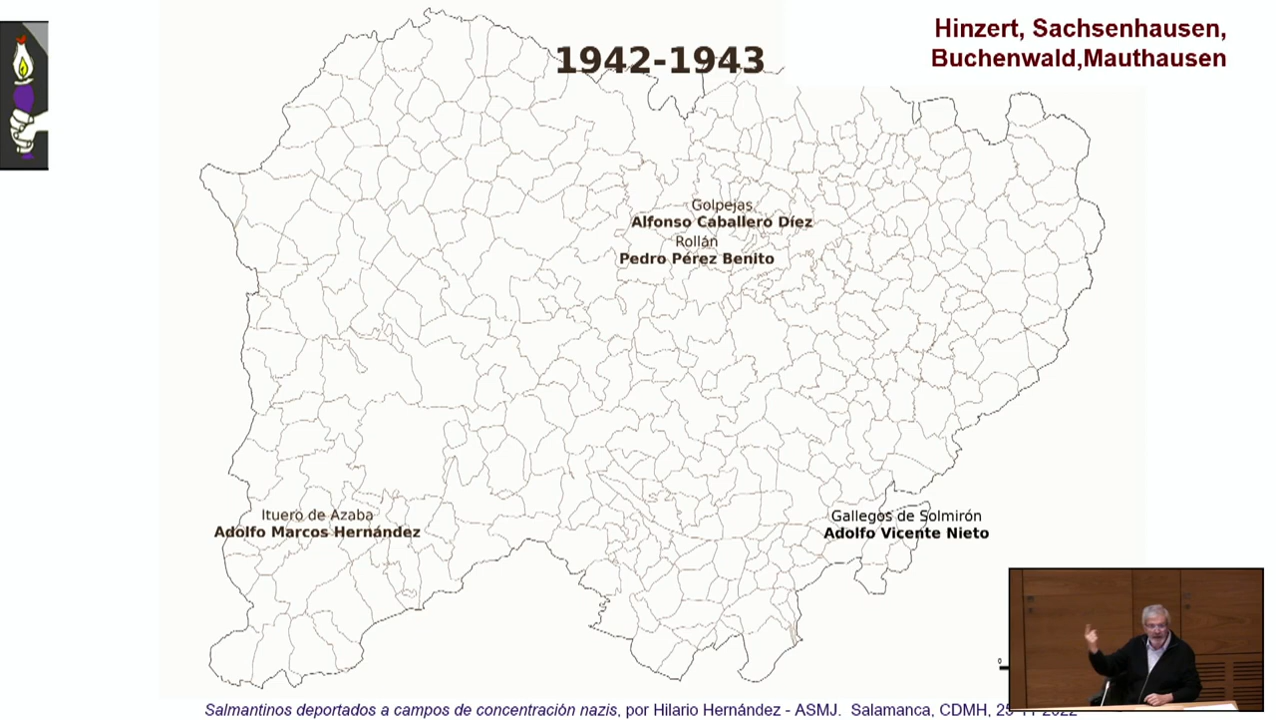 Hinzert, Sachsenhausen,
Buchenwald,Mauthausen
1942-1943
Golpejas
Alfonso Caballero Díez
Rollán
Pedro Pérez Benito
Ituero de Azaba
Adolfo Marcos Hernández
Gallegos de Solmirón
Adolfo Vicente Nieto
0
Salmantinos deportados a campos de concentración nazis, por Hilario Hernández - ASMJ. Salamanca, CDMH,